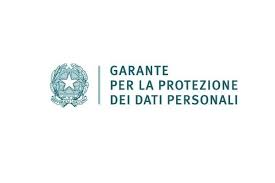 GARANTE
PER LA PROTEZIONE
DEI DATI PERSONALI